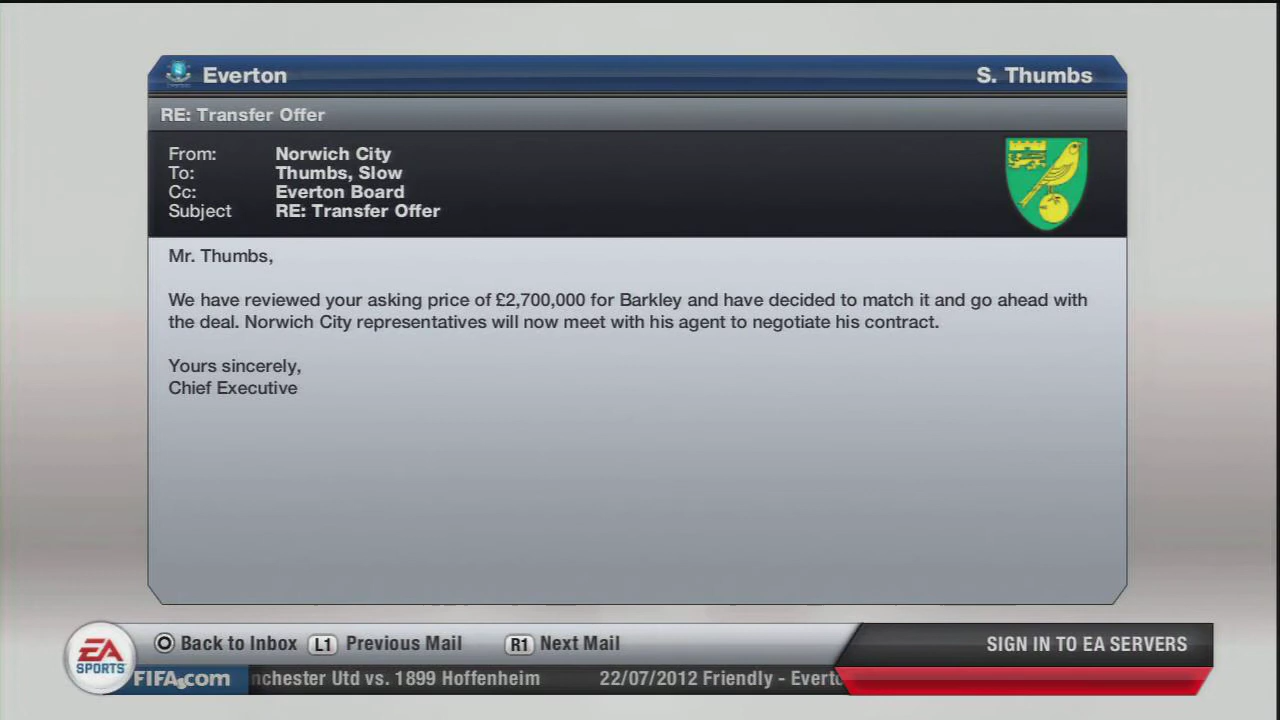 Everton
S. Thumbs
RE: Transfer Offer
From: Norwich City
To: Thumbs, Slow
Cc: Everton Board
Subject RE: Transfer Offer
Mr. Thumbs,
We have reviewed your asking price of £2,700,000 for Barkley and have decided to match it and go ahead with
the deal. Norwich City representatives will now meet with his agent to negotiate his contract.
Yours sincerely,
Chief Executive
Back to Inbox L1 Previous Mail R1 Next Mail
SIGN IN TO EA SERVERS
EA
SPORTS
FIFA.com
nchester Utd vs. 1899 Hoffenheim 22/07/2012 Friendly - Everto